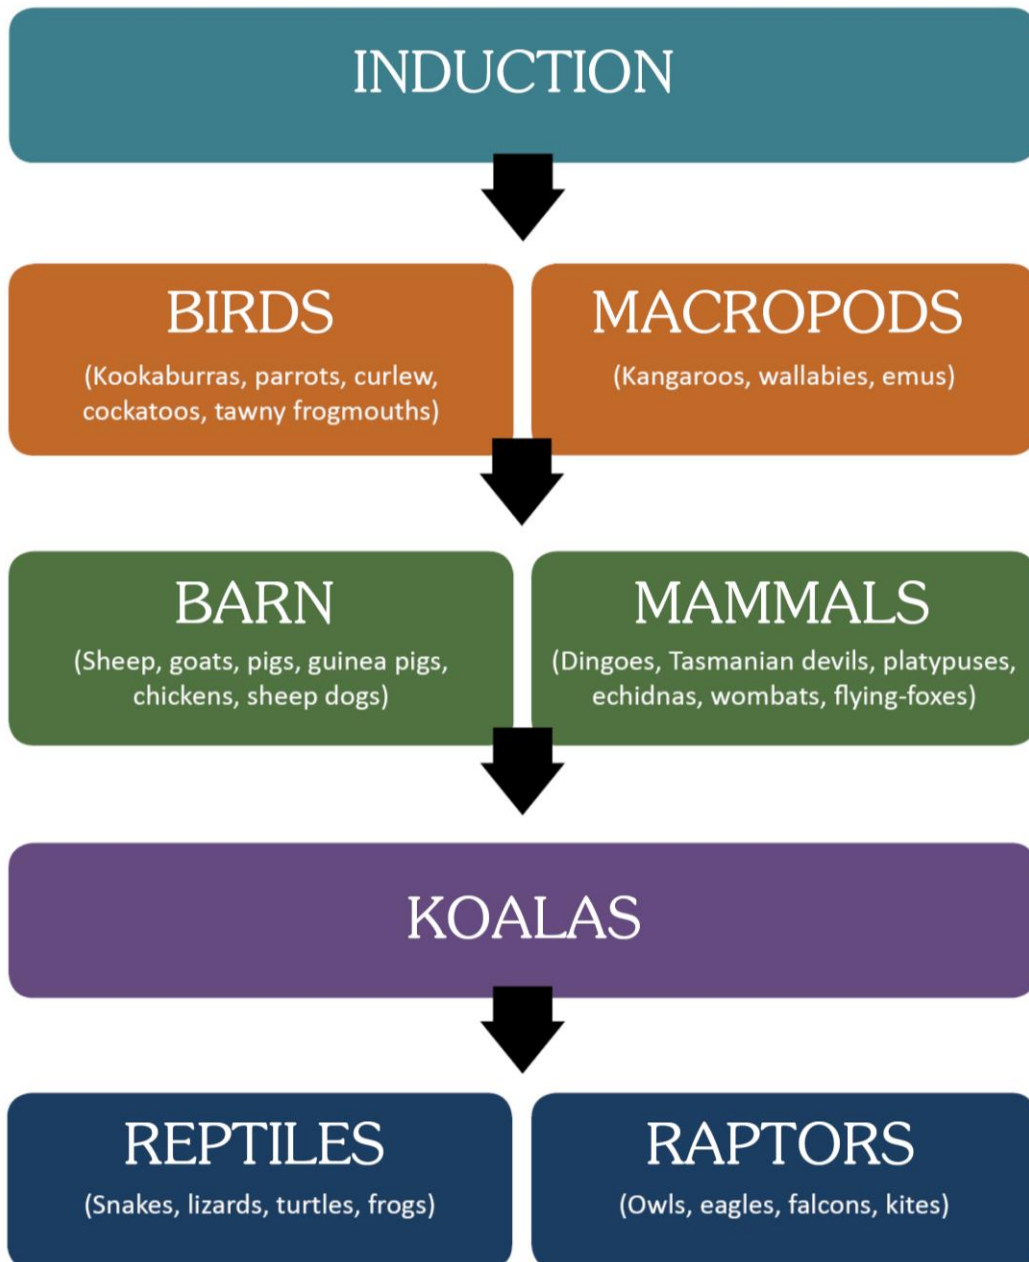 INDUCTION
BIRDS
(Kookaburras, parrots, curlew,
cockatoos, tawny frogmouths)
MACROPODS
(Kangaroos, wallabies, emus)
BARN
(Sheep, goats, pigs, guinea pigs,
chickens, sheep dogs)
MAMMALS
(Dingoes, Tasmanian devils, platypuses,
echidnas, wombats, flying-foxes)
KOALAS
REPTILES
(Snakes, lizards, turtles, frogs)
RAPTORS
(Owls, eagles, falcons, kites)